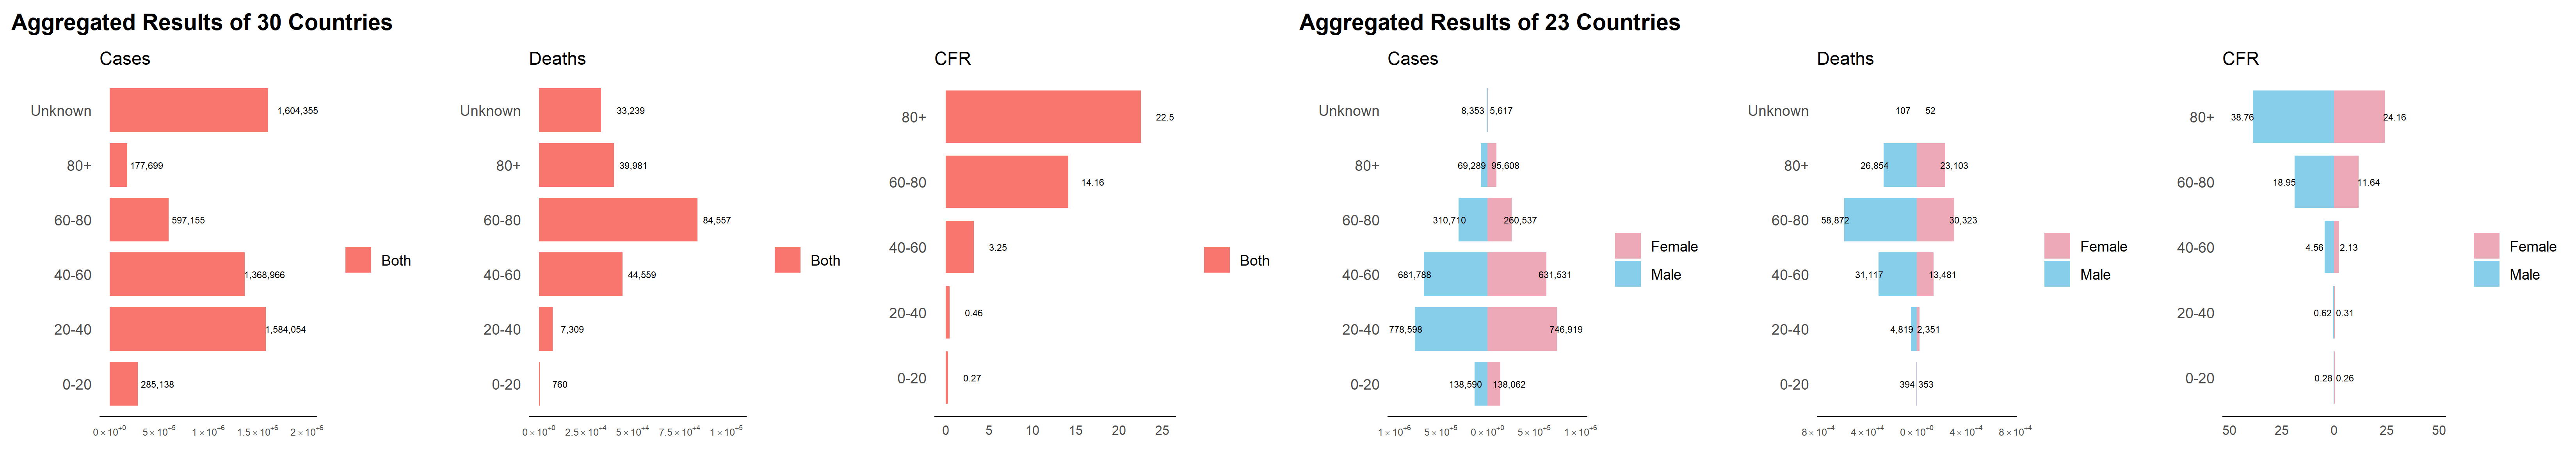 Aggregated Results of 30 Countries
Cases
Unknown 1,604,355
80+ 177,699
60-80 597,155
40-60 1,368,966
20-40 1,584,054
0-20 285,138
0×10⁺⁰ 5×10⁺⁵ 1×10⁺⁶ 1.5×10⁺⁶ 2×10⁺⁶
Both
Deaths
Unknown 33,239
80+ 39,981
60-80 84,557
40-60 44,559
20-40 7,309
0-20 760
0×10⁺⁰ 2.5×10⁺⁴ 5×10⁺⁴ 7.5×10⁺⁴ 1×10⁺⁵
Both
CFR
80+ 22.5
60-80 14.16
40-60 3.25
20-40 0.46
0-20 0.27
0 5 10 15 20 25
Both
Aggregated Results of 23 Countries
Cases
Unknown 8,353 5,617
80+ 69,289 95,608
60-80 310,710 260,537
40-60 681,788 631,531
20-40 778,598 746,919
0-20 138,590 138,062
1×10⁺⁶ 5×10⁺⁵ 0×10⁺⁰ 5×10⁺⁵ 1×10⁺⁶
Female
Male
Deaths
Unknown 107 52
80+ 26,854 23,103
60-80 58,872 30,323
40-60 31,117 13,481
20-40 4,819 2,351
0-20 394 353
8×10⁺⁴ 4×10⁺⁴ 0×10⁺⁰ 4×10⁺⁴ 8×10⁺⁴
Female
Male
CFR
80+ 38.76 24.16
60-80 18.95 11.64
40-60 4.56 2.13
20-40 0.62 0.31
0-20 0.28 0.26
50 25 0 25 50
Female
Male